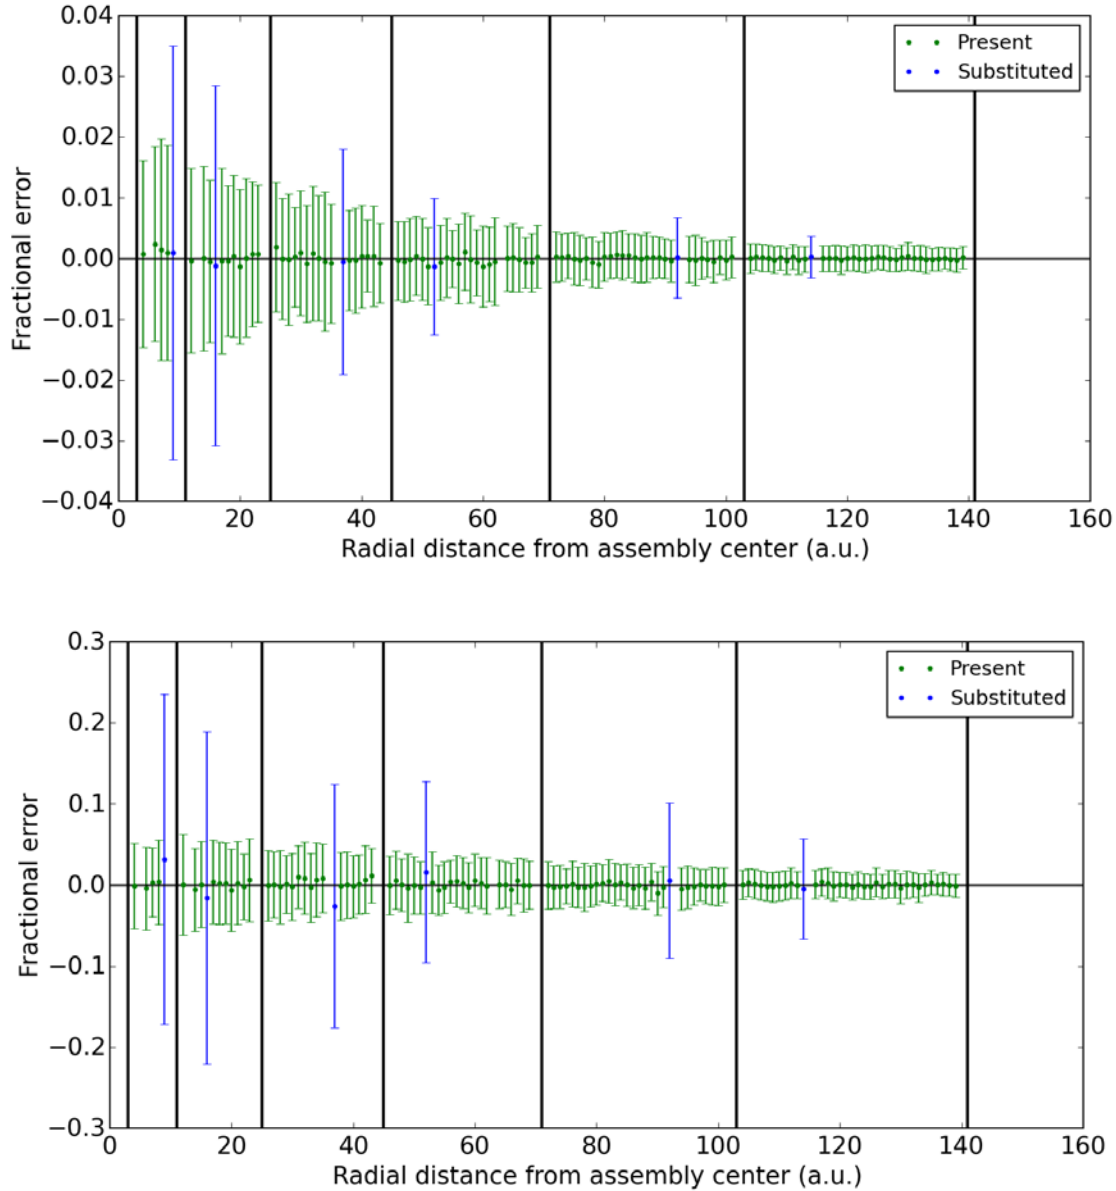 0.04
Present
Substituted
0.03
0.02
0.01
0.00
−0.01
−0.02
−0.03
−0.04
Fractional error
0 20 40 60 80 100 120 140 160
Radial distance from assembly center (a.u.)
0.3
Present
Substituted
0.2
0.1
0.0
−0.1
−0.2
−0.3
Fractional error
0 20 40 60 80 100 120 140 160
Radial distance from assembly center (a.u.)